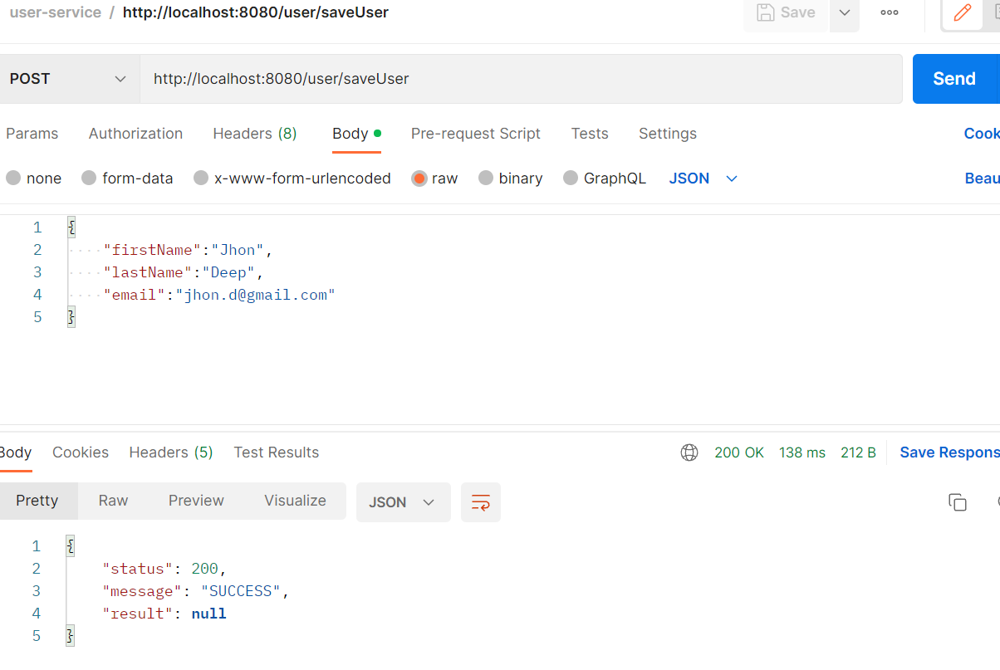 user-service / http://localhost:8080/user/saveUser Save
POST http://localhost:8080/user/saveUser Send
Params Authorization Headers (8) Body Pre-request Script Tests Settings Cook
none form-data x-www-form-urlencoded raw binary GraphQL JSON Beau
1 {
2 "firstName":"Jhon",
3 "lastName":"Deep",
4 "email":"jhon.d@gmail.com"
5 }
Body Cookies Headers (5) Test Results 200 OK 138 ms 212 B Save Respons
Pretty Raw Preview Visualize JSON
1 {
2 "status": 200,
3 "message": "SUCCESS",
4 "result": null
5 }